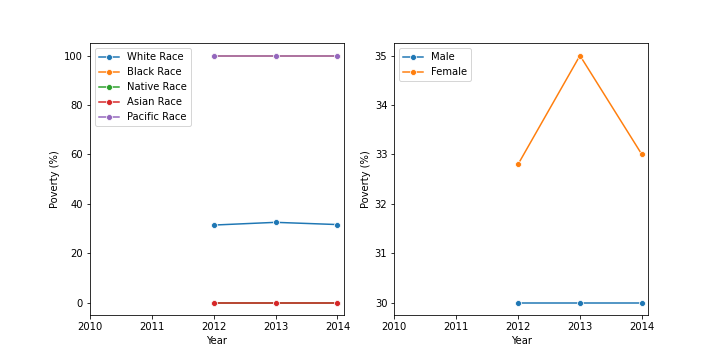 White Race
Black Race
Native Race
Asian Race
Pacific Race
Poverty (%)
100
80
60
40
20
0
2010 2011 2012 2013 2014
Year
Male
Female
Poverty (%)
35
34
33
32
31
30
2010 2011 2012 2013 2014
Year